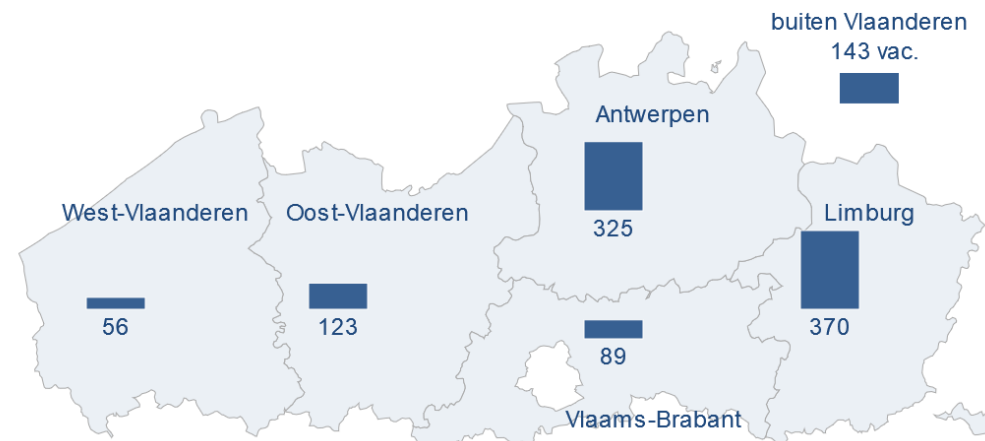 buiten Vlaanderen
143 vac.
Antwerpen
325
West-Vlaanderen
56
Oost-Vlaanderen
123
Limburg
370
89
Vlaams-Brabant